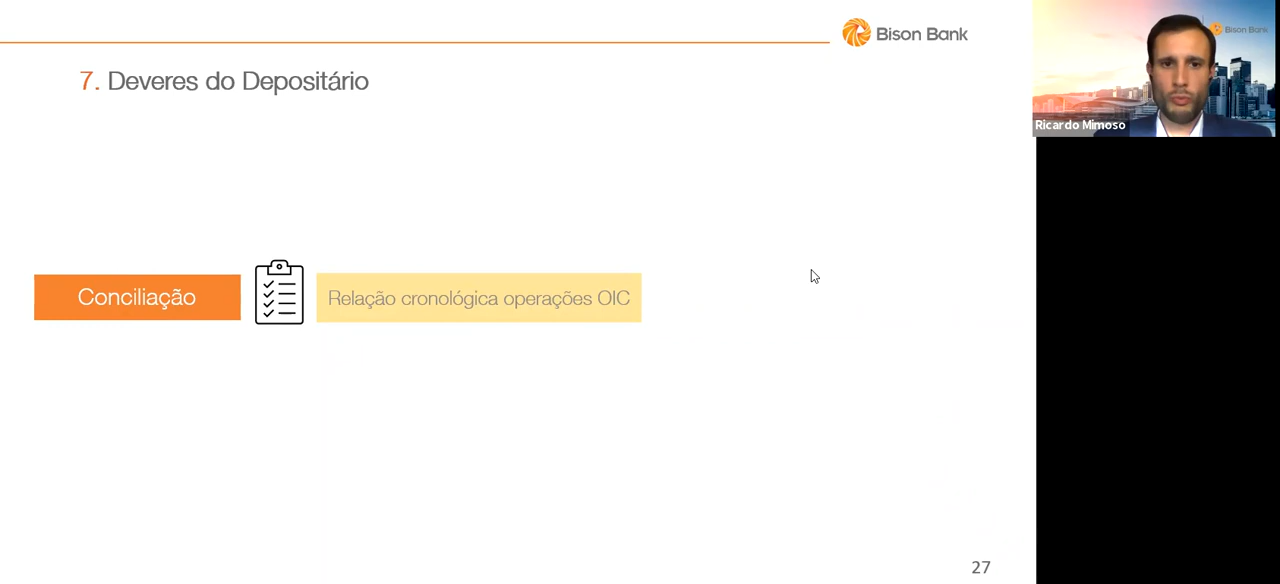 Bison Bank
7. Deveres do Depositário
Conciliação
Relação cronológica operações OIC
27
Bison Bank
Ricardo Mimoso